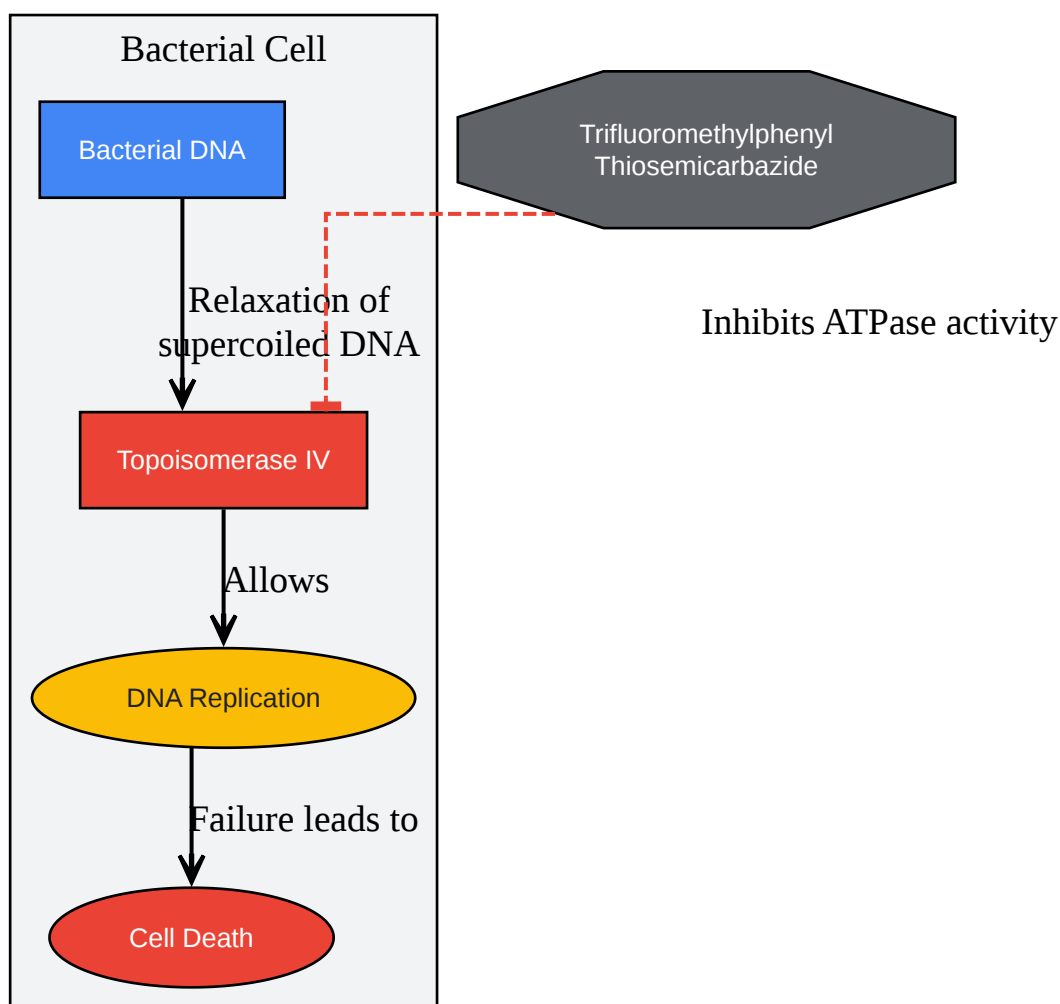 Bacterial Cell
Bacterial DNA
Trifluoromethylphenyl
Thiosemicarbazide
Relaxation of
supercoiled DNA
Inhibits ATPase activity
Topoisomerase IV
Allows
DNA Replication
Failure leads to
Cell Death